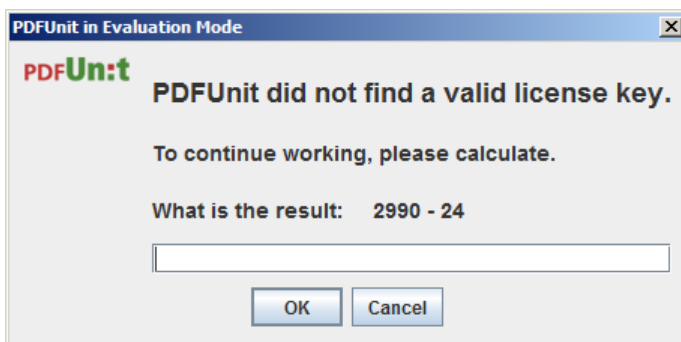 PDFUnit in Evaluation Mode
PDFUn:t
PDFUnit did not find a valid license key.
To continue working, please calculate.
What is the result: 2990 - 24
OK Cancel